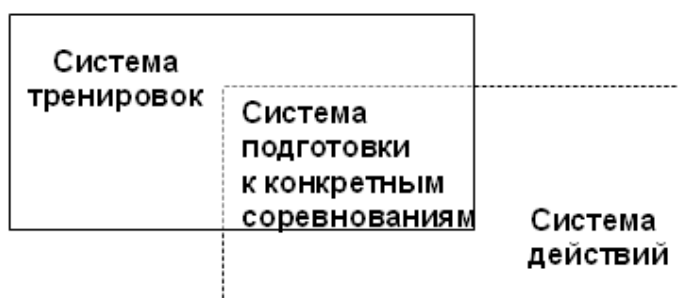 Система
тренировок
Система
подготовки
к конкретным
соревнованиям
Система
действий